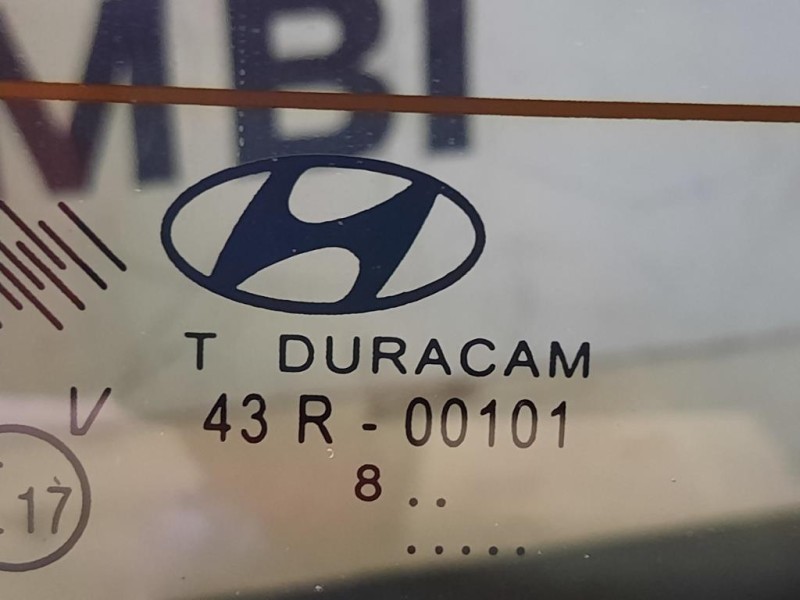 MBI
T DURACAM
V
43 R - 00101
8 ..
17
.....